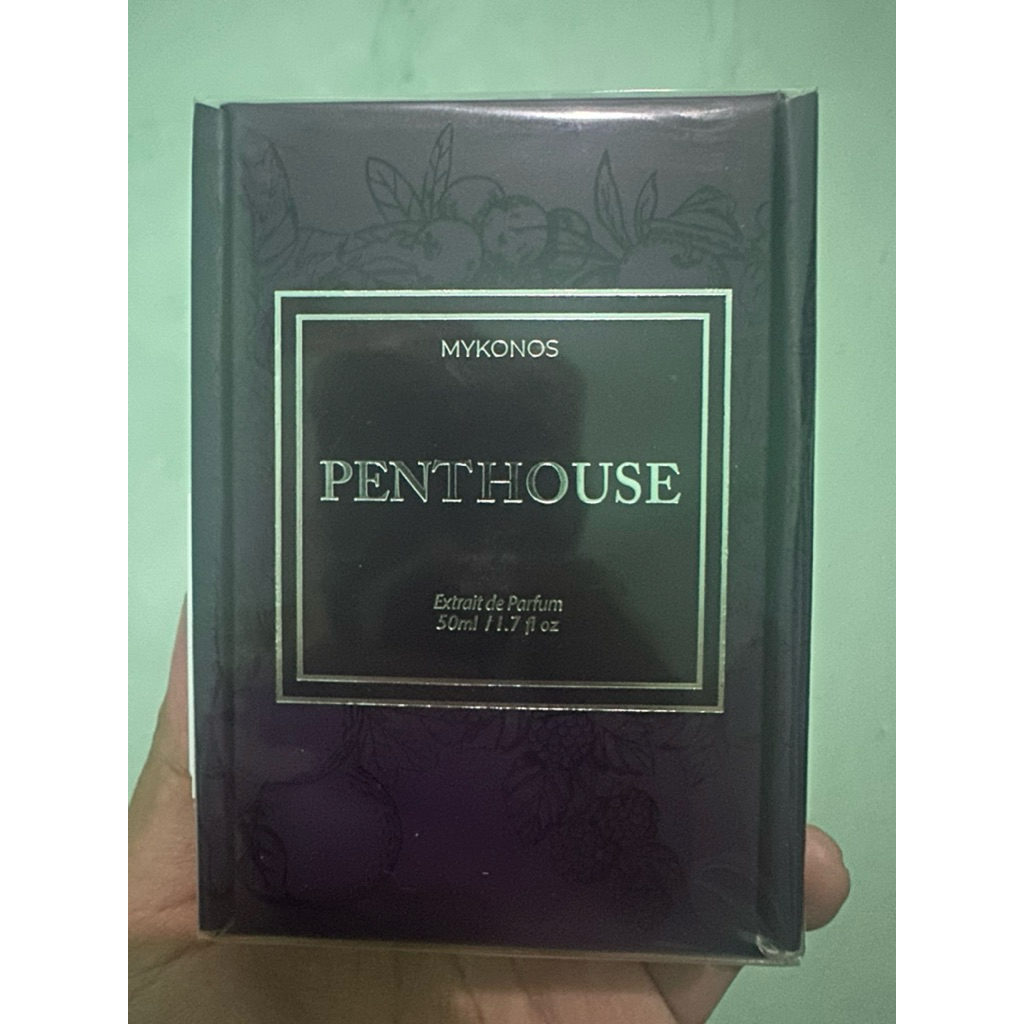 MYKONOS
PENTHOUSE
Extrait de Parfum
50ml / 1.7 fl oz